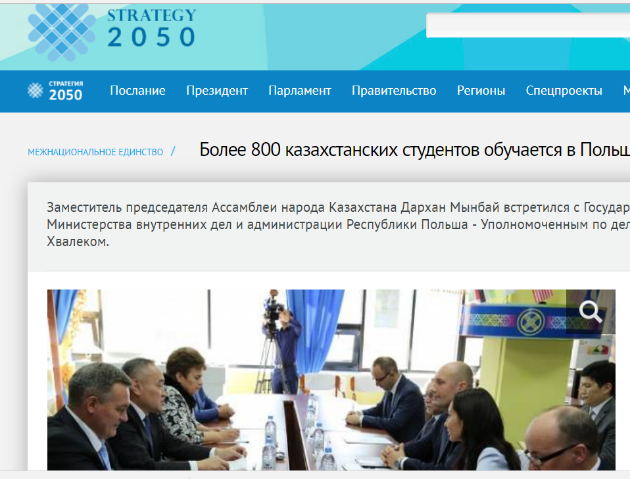 STRATEGY
2050
СТРАТЕГИЯ
2050
Послание Президент Парламент Правительство Регионы Спецпроекты
МЕЖНАЦИОНАЛЬНОЕ ЕДИНСТВО / Более 800 казахстанских студентов обучается в Польш
Заместитель председателя Ассамблеи народа Казахстана Дархан Мынбай встретился с Государ
Министерства внутренних дел и администрации Республики Польша - Уполномоченным по дел
Хвалеком.